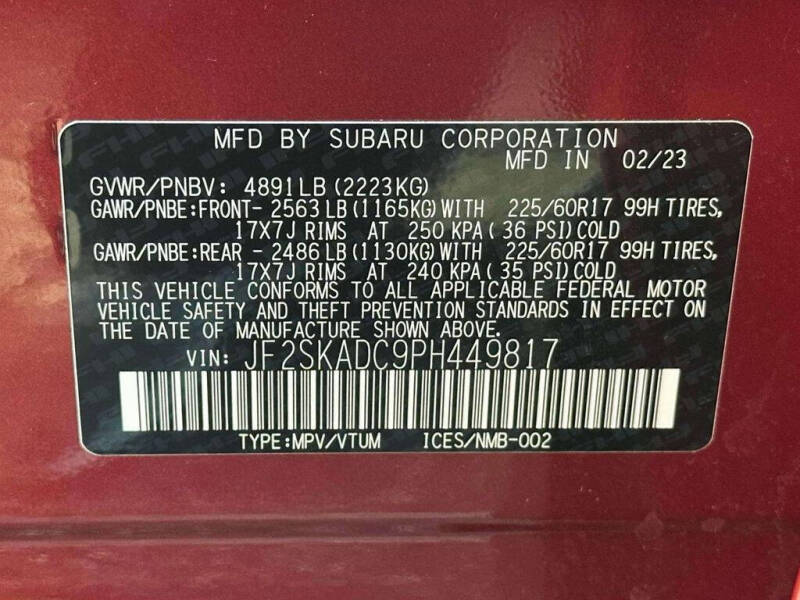 MFD BY SUBARU CORPORATION
MFD IN 02/23
GVWR/PNBV: 4891LB (2223KG)
GAWR/PNBE:FRONT- 2563 LB (1165KG) WITH 225/60R17 99H TIRES,
17X7J RIMS AT 250 KPA ( 36 PSI) COLD
GAWR/PNBE:REAR - 2486 LB (1130KG) WITH 225/60R17 99H TIRES,
17X7J RIMS AT 240 KPA ( 35 PSI) COLD
THIS VEHICLE CONFORMS TO ALL APPLICABLE FEDERAL MOTOR
VEHICLE SAFETY AND THEFT PREVENTION STANDARDS IN EFFECT ON
THE DATE OF MANUFACTURE SHOWN ABOVE.
VIN: JF2SKADC9PH449817
TYPE:MPV/VTUM ICES/NMB-002